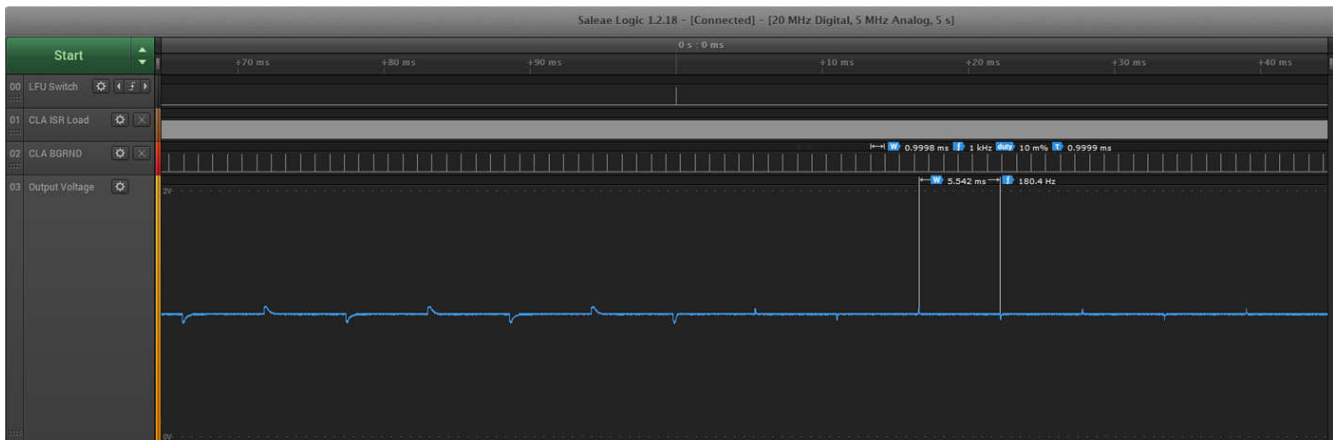 Saleae Logic 1.2.18 - [Connected] - [20 MHz Digital, 5 MHz Analog, 5 s]
Start
0 s : 0 ms
+70 ms +80 ms +90 ms +10 ms +20 ms +30 ms +40 ms
00 LFU Switch
01 CLA ISR Load
02 CLA BGRND
W 0.9998 ms f 1 kHz duty 10 m% T 0.9999 ms
03 Output Voltage
W 5.542 ms f 180.4 Hz
2V
0V